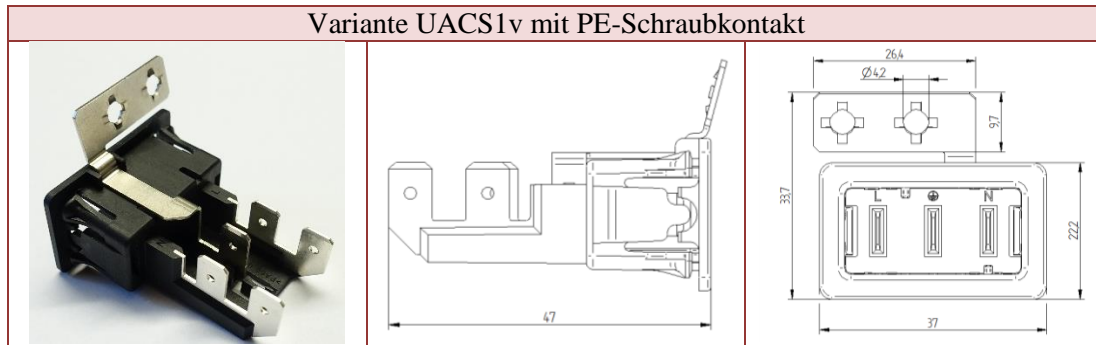 Variante UACS1v mit PE-Schraubkontakt
26,4
Ø4,2
9,7
33,7
L
N
22,2
47
37